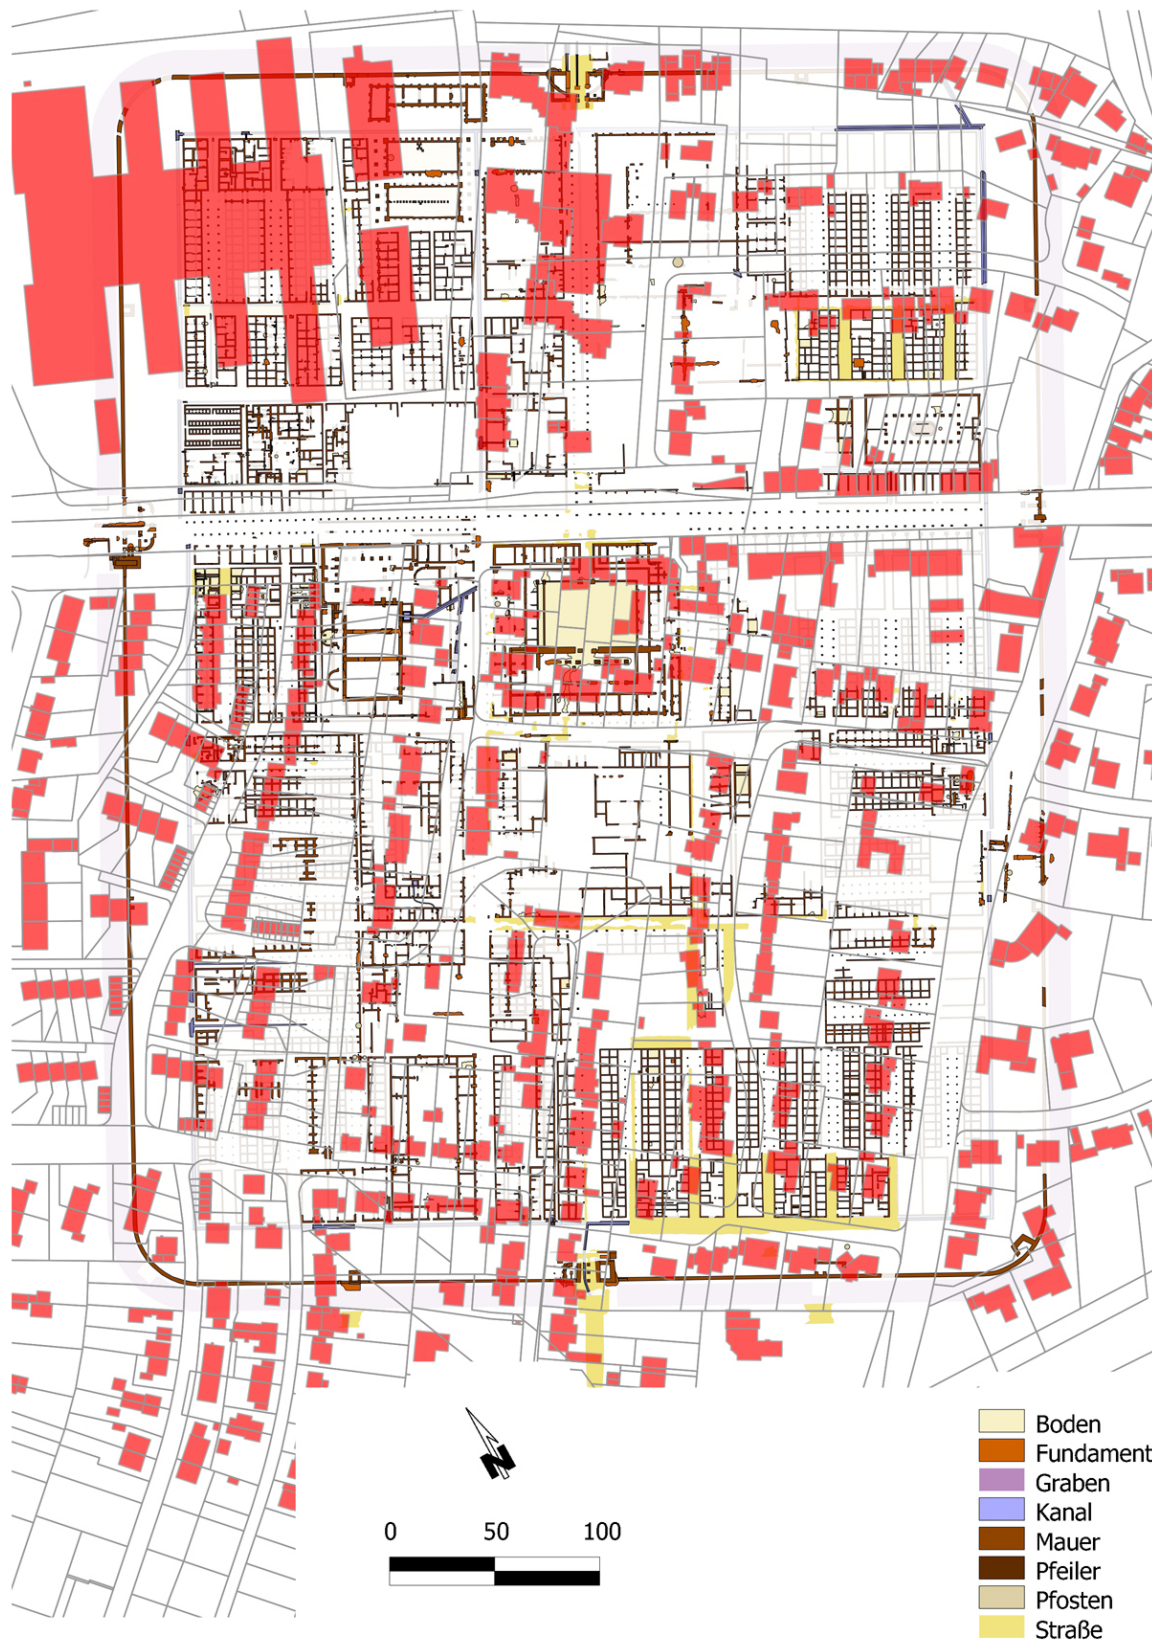 Boden
Fundament
Graben
Kanal
Mauer
Pfeiler
Pfosten
Straße
N
0 50 100